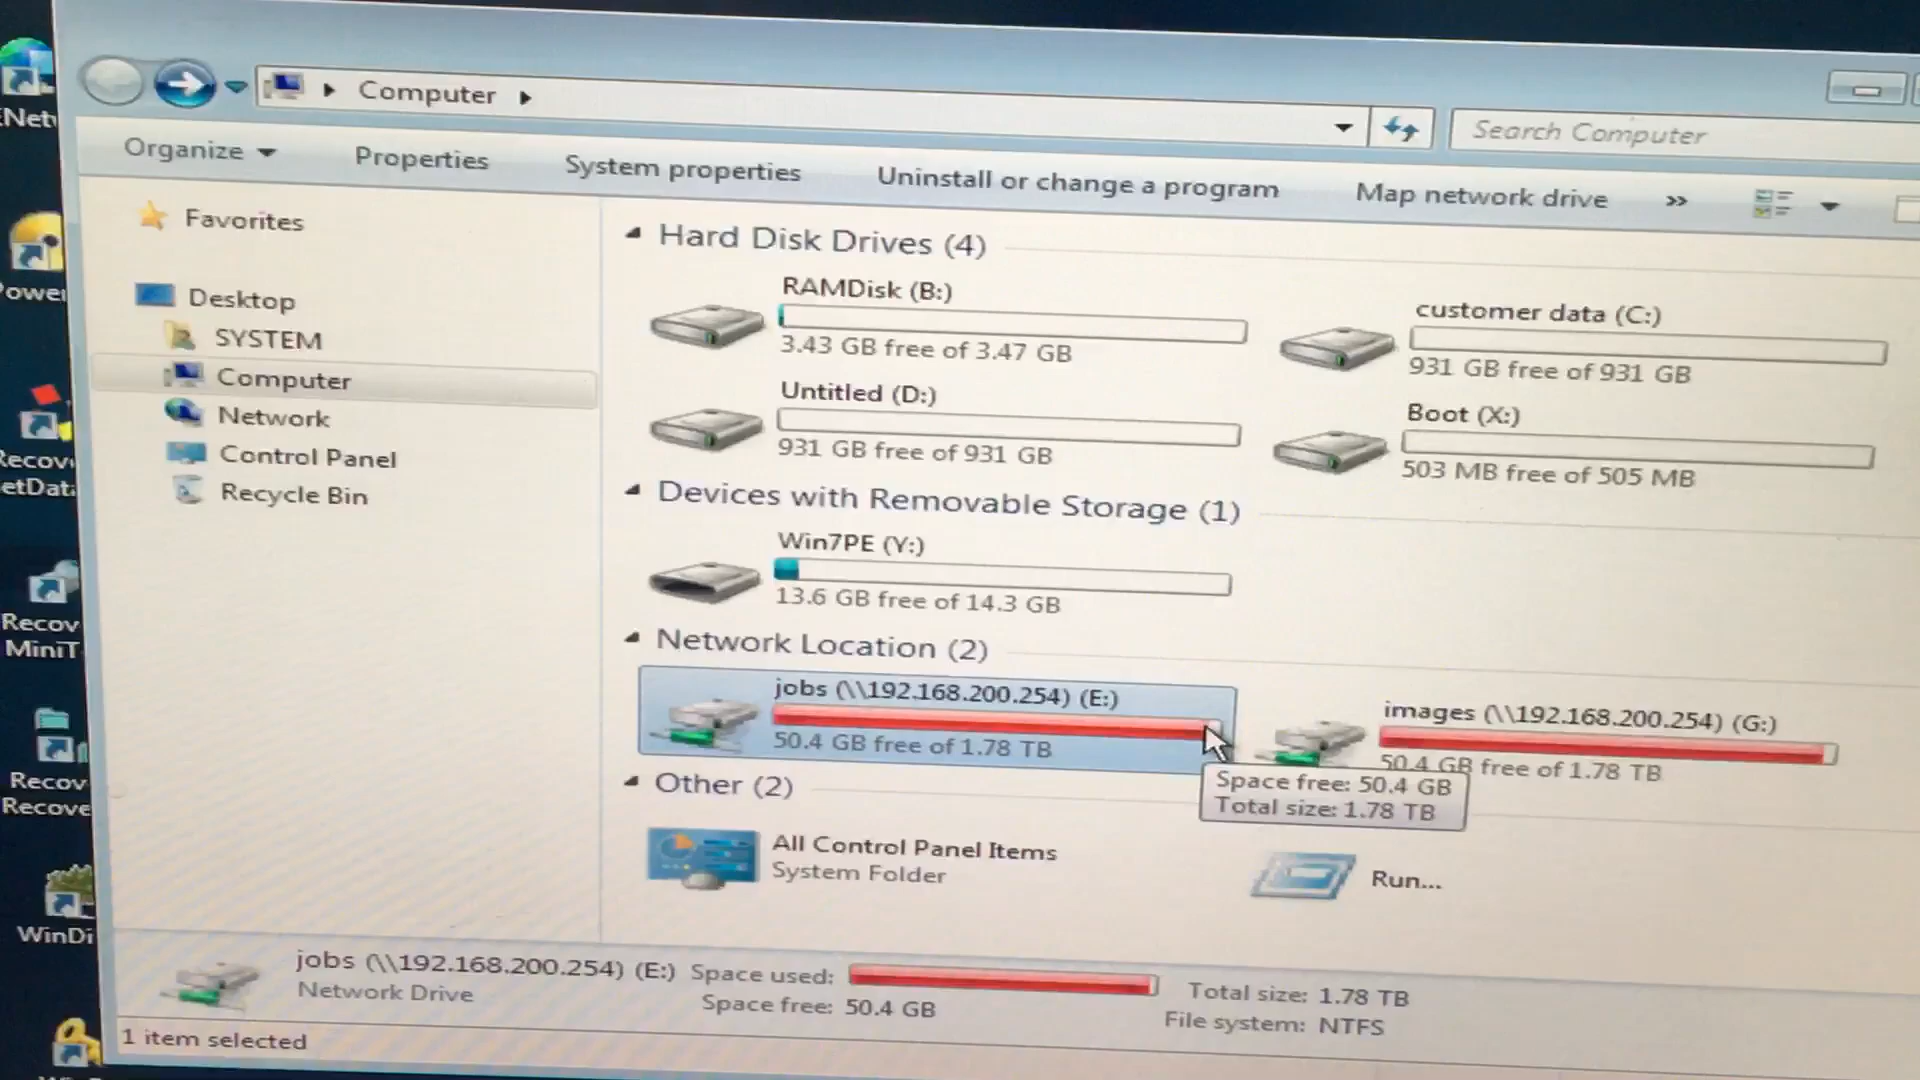 Computer
Search Computer
Organize
Properties
System properties
Uninstall or change a program
Map network drive
»
Favorites
Desktop
SYSTEM
Computer
Network
Control Panel
Recycle Bin
Hard Disk Drives (4)
RAMDisk (B:)
3.43 GB free of 3.47 GB
customer data (C:)
931 GB free of 931 GB
Untitled (D:)
931 GB free of 931 GB
Boot (X:)
503 MB free of 505 MB
Devices with Removable Storage (1)
Win7PE (Y:)
13.6 GB free of 14.3 GB
Network Location (2)
jobs (\\192.168.200.254) (E:)
50.4 GB free of 1.78 TB
images (\\192.168.200.254) (G:)
50.4 GB free of 1.78 TB
Space free: 50.4 GB
Total size: 1.78 TB
Other (2)
All Control Panel Items
System Folder
Run...
jobs (\\192.168.200.254) (E:)
Network Drive
Space used:
Space free: 50.4 GB
Total size: 1.78 TB
File system: NTFS
1 item selected
Recov
MiniT
Recov
Recove
WinDi